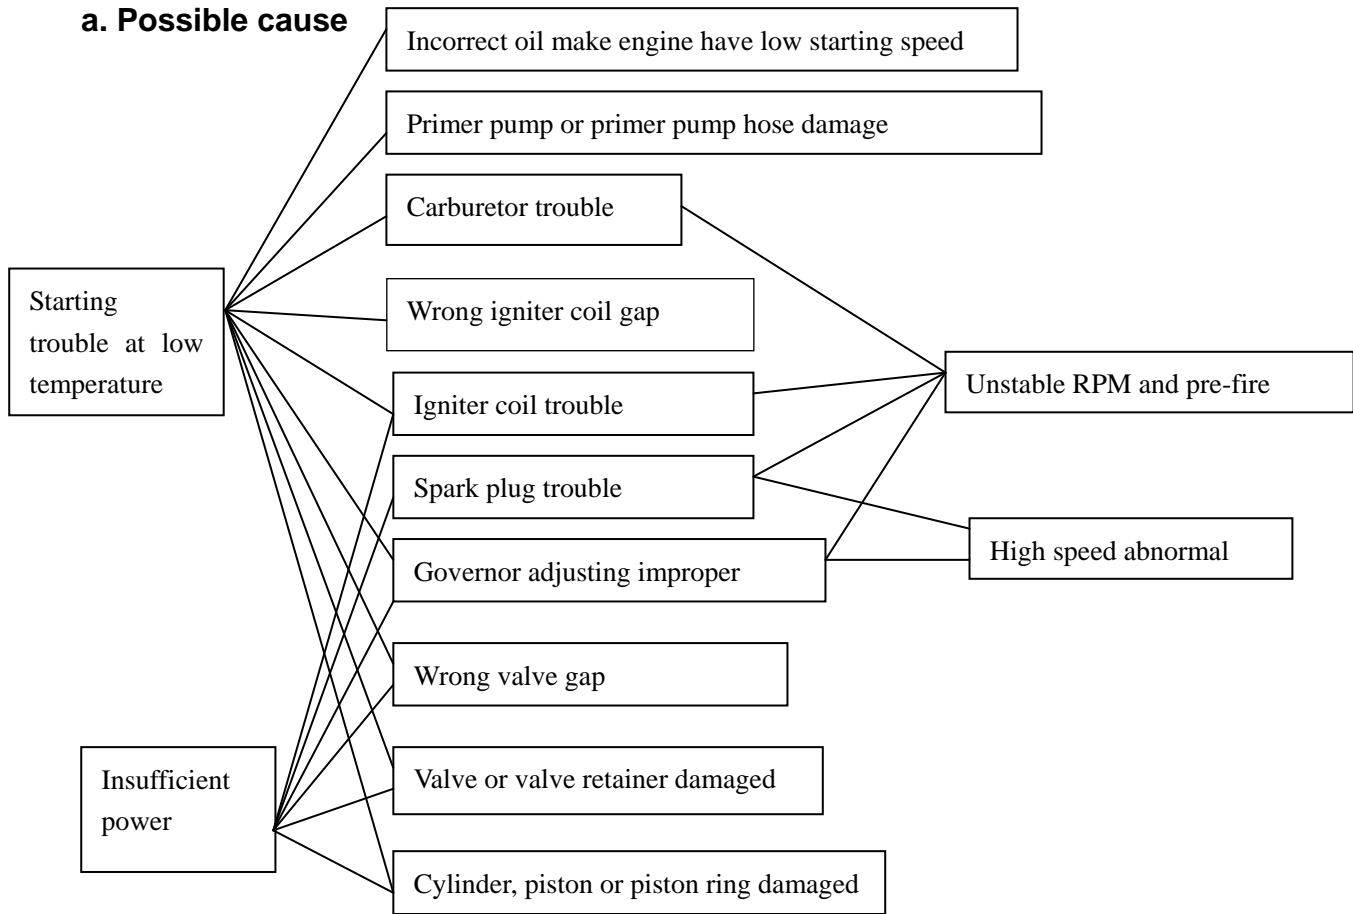 a. Possible cause
Incorrect oil make engine have low starting speed
Primer pump or primer pump hose damage
Carburetor trouble
Starting
trouble at low
temperature
Wrong igniter coil gap
Igniter coil trouble
Unstable RPM and pre-fire
Spark plug trouble
Governor adjusting improper
High speed abnormal
Wrong valve gap
Insufficient
power
Valve or valve retainer damaged
Cylinder, piston or piston ring damaged